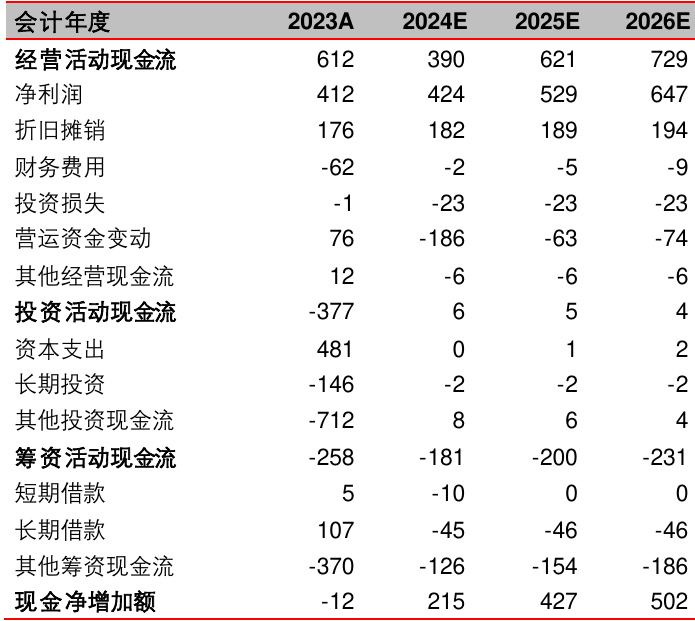 会计年度 2023A 2024E 2025E 2026E
经营活动现金流 612 390 621 729
净利润 412 424 529 647
折旧摊销 176 182 189 194
财务费用 -62 -2 -5 -9
投资损失 -1 -23 -23 -23
营运资金变动 76 -186 -63 -74
其他经营现金流 12 -6 -6 -6
投资活动现金流 -377 6 5 4
资本支出 481 0 1 2
长期投资 -146 -2 -2 -2
其他投资现金流 -712 8 6 4
筹资活动现金流 -258 -181 -200 -231
短期借款 5 -10 0 0
长期借款 107 -45 -46 -46
其他筹资现金流 -370 -126 -154 -186
现金净增加额 -12 215 427 502